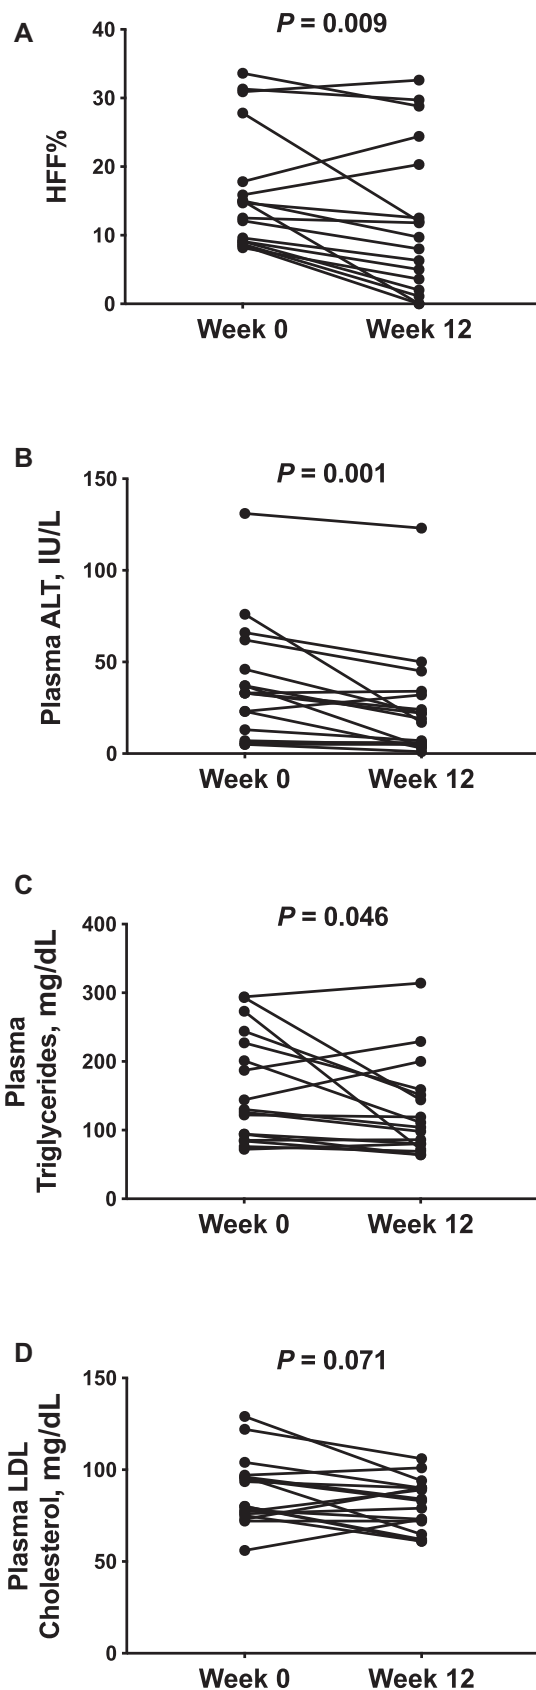 A
P = 0.009
HFF%
40
30
20
10
0
Week 0 Week 12
B
P = 0.001
Plasma ALT, IU/L
150
100
50
0
Week 0 Week 12
C
P = 0.046
Plasma
Triglycerides, mg/dL
400
300
200
100
0
Week 0 Week 12
D
P = 0.071
Plasma LDL
Cholesterol, mg/dL
150
100
50
0
Week 0 Week 12